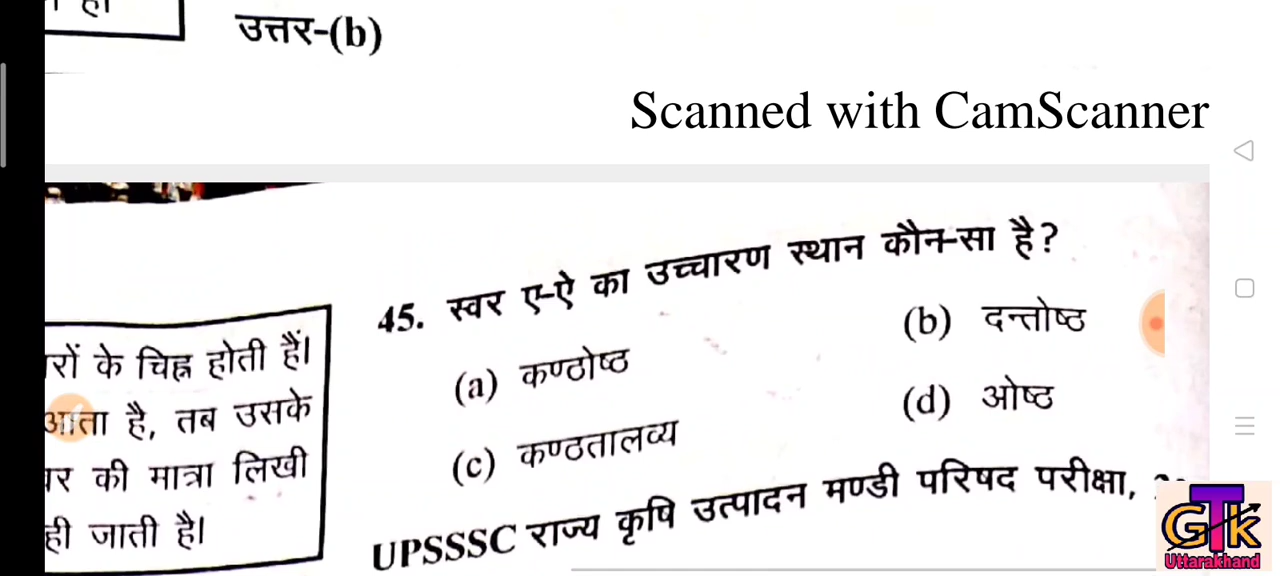 उत्तर-(b)
Scanned with CamScanner
रों के चिह्न होती हैं।
आता है, तब उसके
की मात्रा लिखी
ही जाती है।
45. स्वर ए-ऐ का उच्चारण स्थान कौन-सा है?
(a) कण्ठोष्ठ
(b) दन्तोष्ठ
(c) कण्ठतालव्य
(d) ओष्ठ
UPSSSC राज्य कृषि उत्पादन मण्डी परिषद परीक्षा,
GTK
Uttarakhand